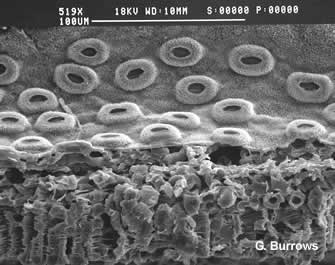 519X 18KV WD:10MM S:00000 P:00000
100UM
G. Burrows